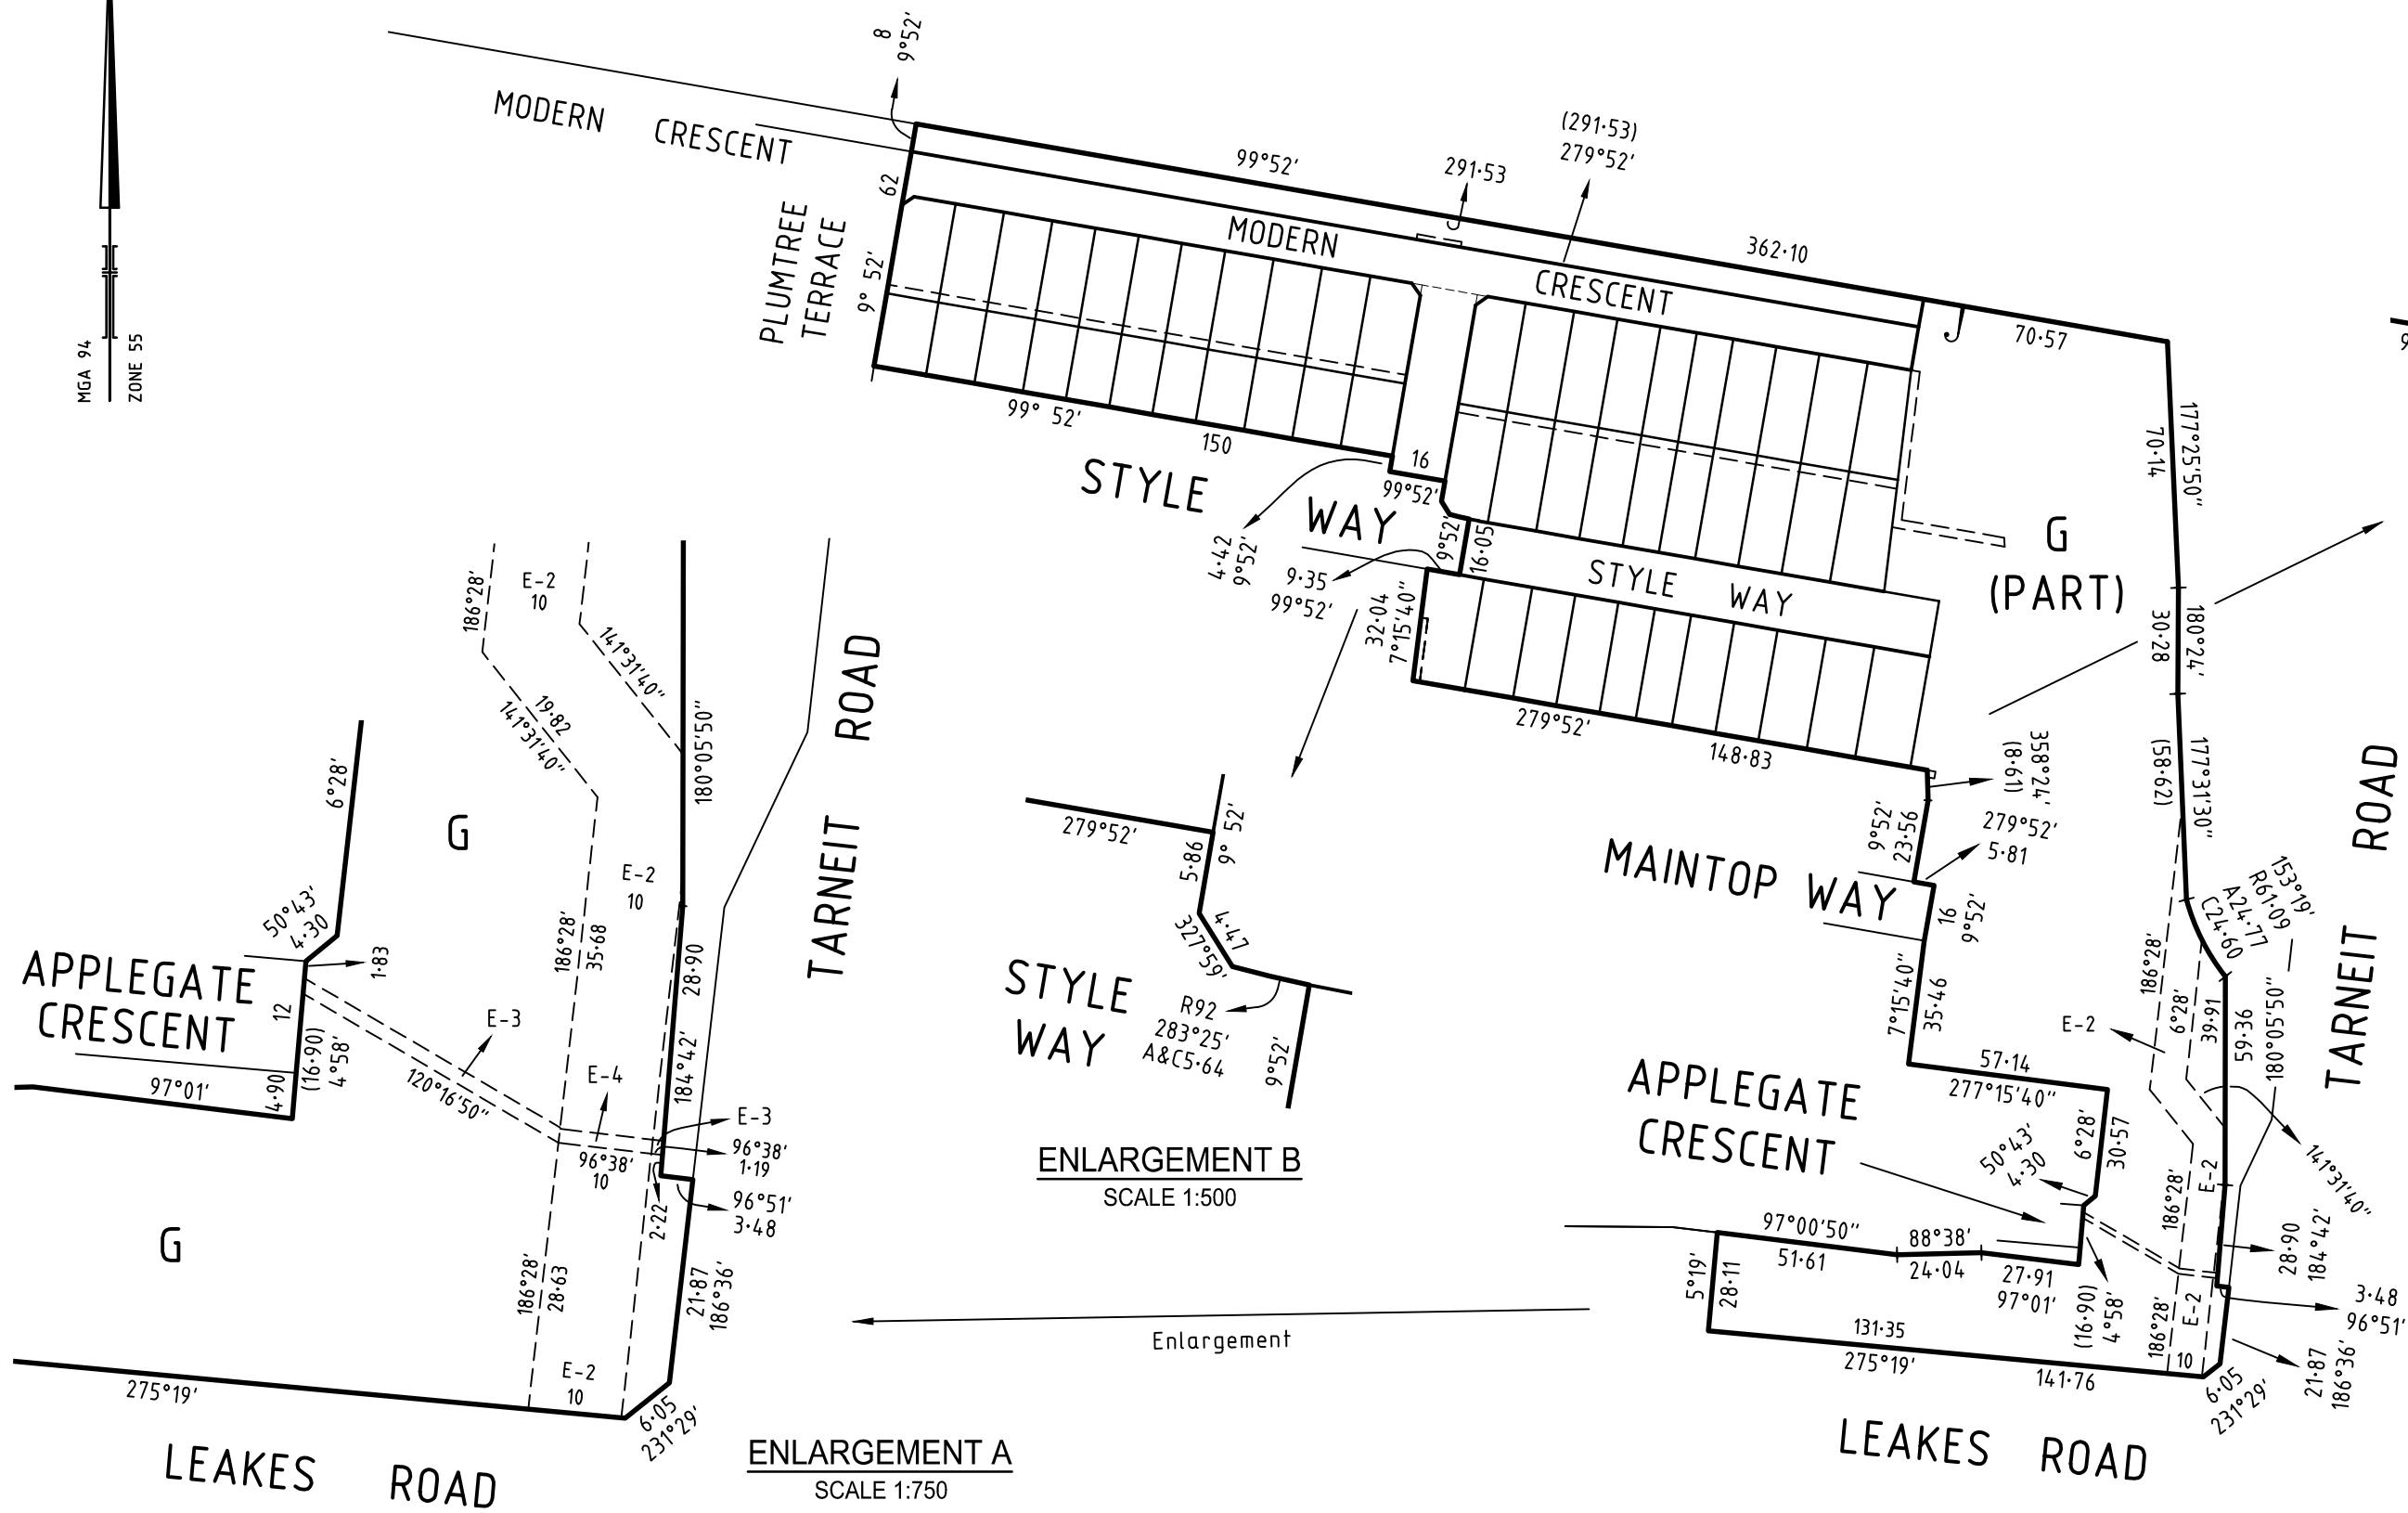 MGA 94
ZONE 55
MODERN CRESCENT
8
9°52'
99°52'
291·53
(291·53)
279°52'
362·10
70·57
9
62
9° 52'
PLUMTREE
TERRACE
MODERN
CRESCENT
99° 52'
150
16
99°52'
STYLE
WAY
4·42
9°52'
9°52'
16·05
9·35
99°52'
32·04
7°15'40"
STYLE WAY
279°52'
148·83
G
(PART)
177°25'50"
70·14
180°24'
30·28
177°31'30"
(58·62)
358°24'
(8·61)
9°52'
23·56
279°52'
5·81
MAINTOP WAY
16
9°52'
7°15'40"
35·46
153°19'
R61·09
A24·77
C24·60
TARNEIT ROAD
186°28'
6°28'
39·91
59·36
180°05'50"
E-2
57·14
277°15'40"
APPLEGATE
CRESCENT
6°28'
30·57
50°43'
4·30
141°31'40"
186°28'
E-2
97°00'50"
51·61
88°38'
24·04
27·91
97°01'
5°19'
28·11
131·35
275°19'
141·76
(16·90)
4°58'
186°28'
E-2
10
28·90
184°42'
3·48
96°51'
21·87
186°36'
6·05
231°29'
LEAKES ROAD
186°28'
E-2
10
141°31'40"
19·82
141°31'40"
180°05'50"
TARNEIT ROAD
6°28'
G
E-2
10
50°43'
4·30
1·83
APPLEGATE
CRESCENT
12
(16·90)
4°58'
4·90
97°01'
186°28'
35·68
28·90
184°42'
E-3
120°16'50"
E-4
96°38'
10
E-3
96°38'
1·19
96°51'
3·48
2·22
G
186°28'
28·63
21·87
186°36'
E-2
10
275°19'
6·05
231°29'
LEAKES ROAD
ENLARGEMENT A
SCALE 1:750
Enlargement
279°52'
5·86
9° 52'
4·47
327°59'
STYLE
WAY
R92
283°25'
A&C5·64
9°52'
ENLARGEMENT B
SCALE 1:500